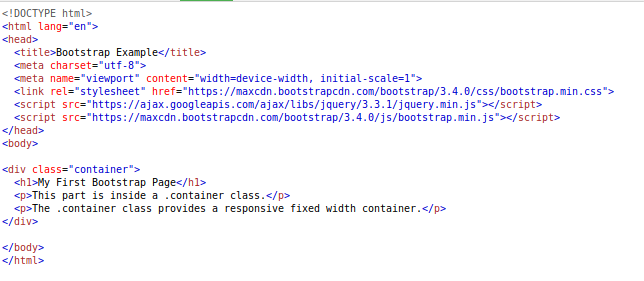 <!DOCTYPE html>
<html lang="en">
<head>
  <title>Bootstrap Example</title>
  <meta charset="utf-8">
  <meta name="viewport" content="width=device-width, initial-scale=1">
  <link rel="stylesheet" href="https://maxcdn.bootstrapcdn.com/bootstrap/3.4.0/css/bootstrap.min.css">
  <script src="https://ajax.googleapis.com/ajax/libs/jquery/3.3.1/jquery.min.js"></script>
  <script src="https://maxcdn.bootstrapcdn.com/bootstrap/3.4.0/js/bootstrap.min.js"></script>
</head>
<body>

<div class="container">
  <h1>My First Bootstrap Page</h1>
  <p>This part is inside a .container class.</p>
  <p>The .container class provides a responsive fixed width container.</p>
</div>

</body>
</html>